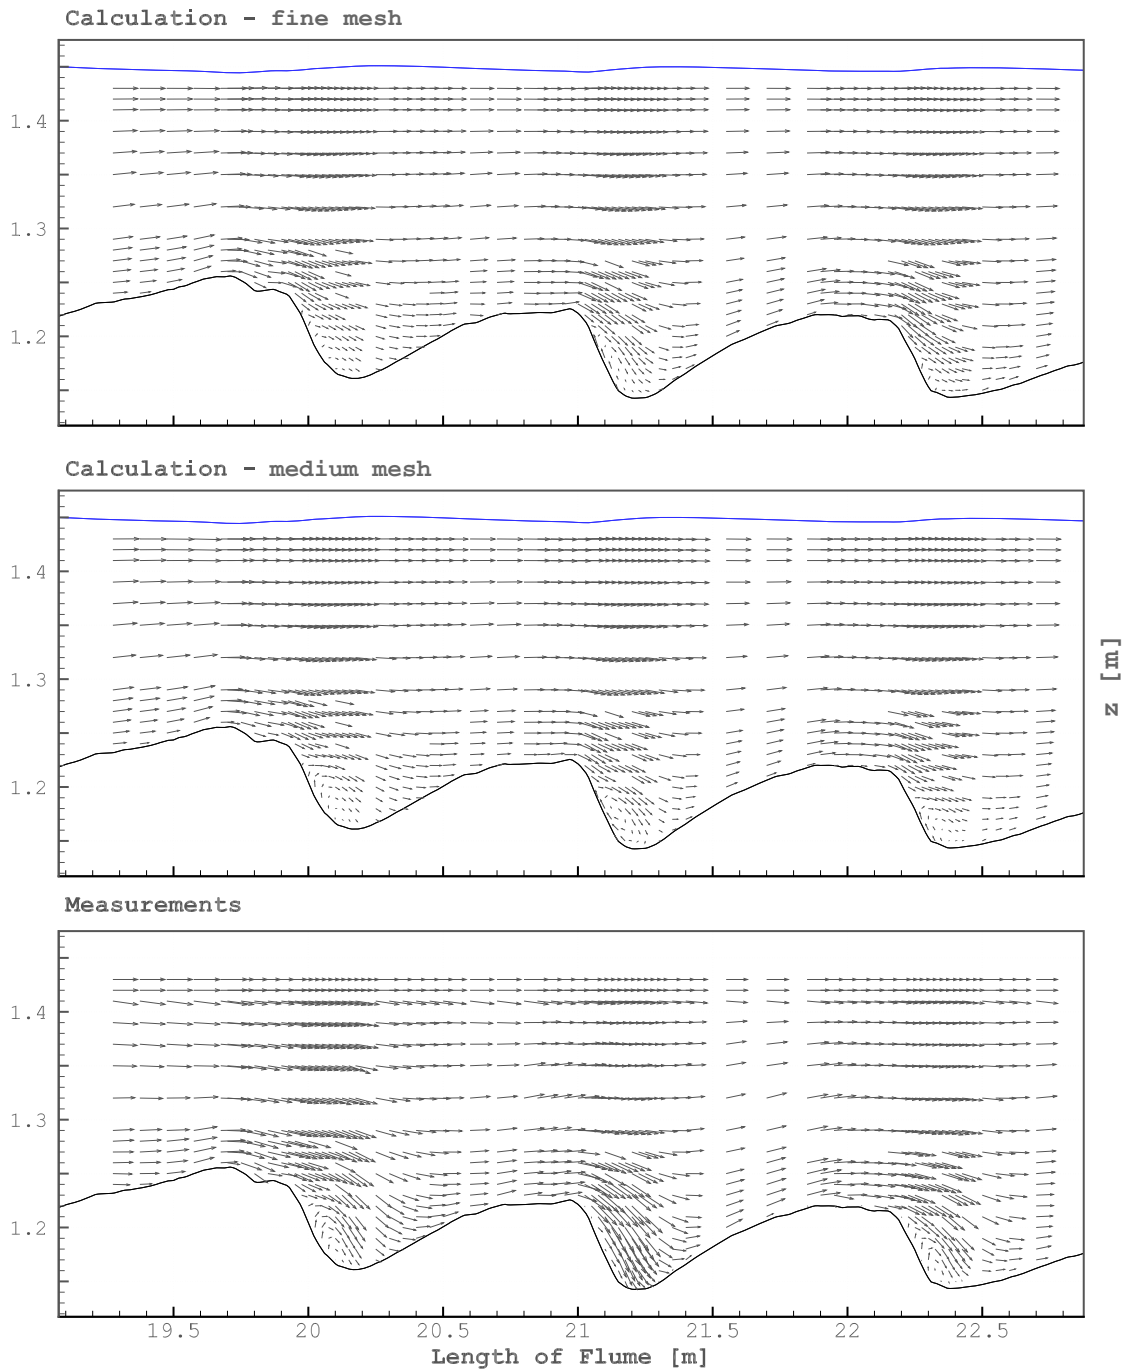 Calculation - fine mesh
1.4
1.3
1.2
Calculation - medium mesh
1.4
1.3
1.2
z [m]
Measurements
1.4
1.3
1.2
19.5 20 20.5 21 21.5 22 22.5
Length of Flume [m]